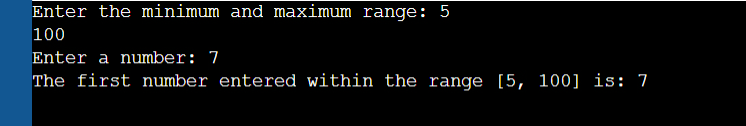 Enter the minimum and maximum range: 5
100
Enter a number: 7
The first number entered within the range [5, 100] is: 7